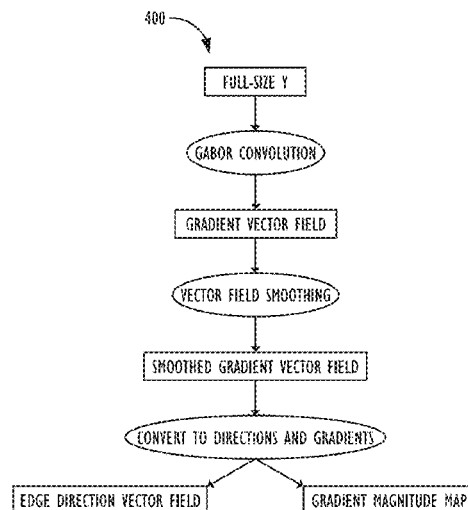 400
FULL-SIZE Y
GABOR CONVOLUTION
GRADIENT VECTOR FIELD
VECTOR FIELD SMOOTHING
SMOOTHED GRADIENT VECTOR FIELD
CONVERT TO DIRECTIONS AND GRADIENTS
EDGE DIRECTION VECTOR FIELD
GRADIENT MAGNITUDE MAP